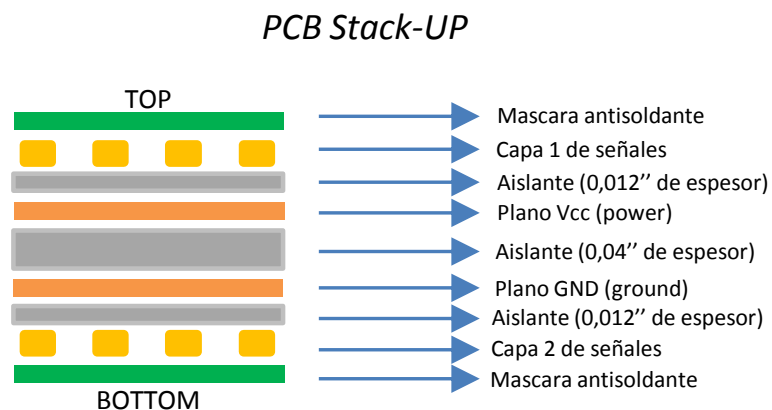 PCB Stack-UP
TOP
Mascara antisoldante
Capa 1 de señales
Aislante (0,012’’ de espesor)
Plano Vcc (power)
Aislante (0,04’’ de espesor)
Plano GND (ground)
Aislante (0,012’’ de espesor)
Capa 2 de señales
Mascara antisoldante
BOTTOM